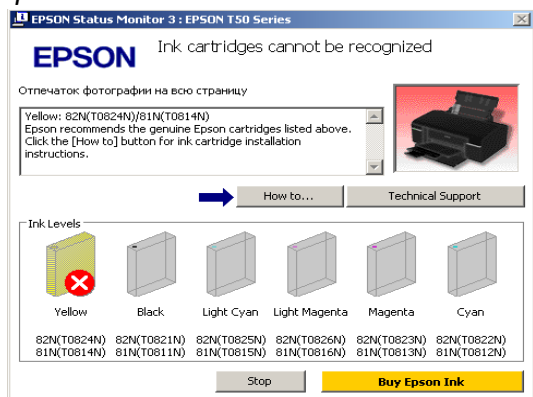 EPSON Status Monitor 3 : EPSON T50 Series
EPSON
Ink cartridges cannot be recognized
Отпечаток фотографии на всю страницу
Yellow: 82N(T0824N)/81N(T0814N)
Epson recommends the genuine Epson cartridges listed above.
Click the [How to] button for ink cartridge installation
instructions.
How to...
Technical Support
Ink Levels
Yellow
Black
Light Cyan
Light Magenta
Magenta
Cyan
82N(T0824N) 82N(T0821N) 82N(T0825N) 82N(T0826N) 82N(T0823N) 82N(T0822N)
81N(T0814N) 81N(T0811N) 81N(T0815N) 81N(T0816N) 81N(T0813N) 81N(T0812N)
Stop
Buy Epson Ink